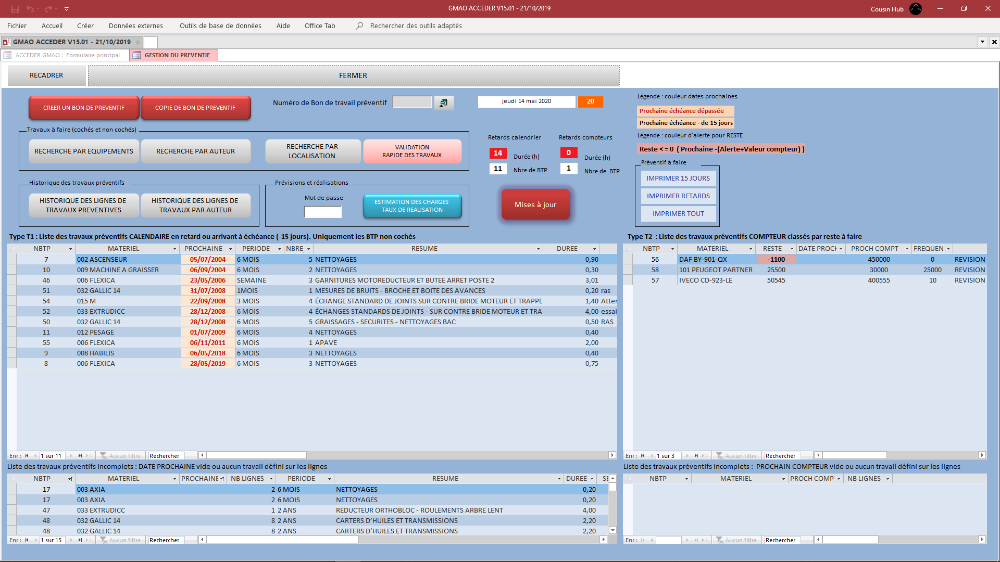 GMAO ACCEDER V15.01 - 21/10/2019
Cousin Hub
Fichier Accueil Créer Données externes Outils de base de données Aide Office Tab Rechercher des outils adaptés
GMAO ACCEDER V15.01 - 21/10/2019
ACCEDER GMAO : Formulaire principal GESTION DU PREVENTIF
RECADRER FERMER
CREER UN BON DE PREVENTIF COPIE DE BON DE PREVENTIF
Numéro de Bon de travail préventif
jeudi 14 mai 2020 20
Légende : couleur dates prochaines
Prochaine échéance dépassée
Prochaine échéance - de 15 jours
Légende : couleur d'alerte pour RESTE
Reste < = 0 ( Prochaine -(Alerte+Valeur compteur) )
Travaux à faire (cochés et non cochés)
RECHERCHE PAR EQUIPEMENTS RECHERCHE PAR AUTEUR
RECHERCHE PAR
LOCALISATION
VALIDATION
RAPIDE DES TRAVAUX
Retards calendrier
14 Durée (h)
11 Nbre de BTP
Retards compteurs
0 Durée (h)
1 Nbre de BTP
Préventif à faire
IMPRIMER 15 JOURS
IMPRIMER RETARDS
IMPRIMER TOUT
Historique des travaux préventifs
HISTORIQUE DES LIGNES DE
TRAVAUX PREVENTIVES
HISTORIQUE DES LIGNES DE
TRAVAUX PAR AUTEUR
Prévisions et réalisations
Mot de passe
ESTIMATION DES CHARGES
TAUX DE REALISATION
Mises à jour
Type T1 : Liste des travaux préventifs CALENDAIRE en retard ou arrivant à échéance (-15 jours). Uniquement les BTP non cochés
NBTP MATERIEL PROCHAINE PERIODE NBRE_ RESUME DUREE
7 002 ASCENSEUR 05/07/2004 6 MOIS 5 NETTOYAGES 0,90
10 009 MACHINE A GRAISSER 06/09/2004 6 MOIS 2 NETTOYAGES 0,30
46 006 FLEXICA 23/05/2006 SEMAINE 3 GARNITURES MOTOREDUCTEUR ET BUTEE ARRET POSTE 2 3,01
51 032 GALLIC 14 31/07/2008 1MOIS 1 MESURES DE BRUITS - BROCHE ET BOITE DES AVANCES 0,20 ras
54 015 M 22/09/2008 3 MOIS 4 ÉCHANGE STANDARD DE JOINTS SUR CONTRE BRIDE MOTEUR ET TRAPPE 1,40 Atter
52 033 EXTRUDICC 28/12/2008 6 MOIS 4 ÉCHANGES STANDARDS DE JOINTS - SUR CONTRE BRIDE MOTEUR ET TRA 4,00 essai
50 032 GALLIC 14 28/12/2008 6 MOIS 5 GRAISSAGES - SECURITES - NETTOYAGES BAC 0,50 RAS
11 012 PESAGE 01/07/2009 6 MOIS 4 NETTOYAGES 0,40
55 006 FLEXICA 06/11/2011 6 MOIS 1 APAVE 2,00
9 008 HABILIS 06/05/2018 6 MOIS 3 NETTOYAGES 0,40
8 006 FLEXICA 28/05/2019 6 MOIS 3 NETTOYAGES 0,75
Enr : 1 sur 11 Aucun filtre Rechercher
Type T2 : Liste des travaux préventifs COMPTEUR classés par reste à faire
NBTP MATERIEL RESTE DATE PROCH PROCH COMPT FREQUEN
56 DAF BY-901-QX -1100 450000 0 REVISION
58 101 PEUGEOT PARTNER 25500 30000 25000 REVISION
57 IVECO CD-923-LE 50545 400555 10 REVISION
Enr : 1 sur 3 Aucun filtre Rechercher
Liste des travaux préventifs incomplets : DATE PROCHAINE vide ou aucun travail défini sur les lignes
NBTP MATERIEL PROCHAINE NB LIGNES PERIODE RESUME DUREE SE
17 003 AXIA 2 6 MOIS NETTOYAGES 0,20
17 003 AXIA 2 6 MOIS NETTOYAGES 0,20
47 033 EXTRUDICC 1 2 ANS REDUCTEUR ORTHOBLOC - ROULEMENTS ARBRE LENT 4,00
48 032 GALLIC 14 8 2 ANS CARTERS D'HUILES ET TRANSMISSIONS 2,20
48 032 GALLIC 14 8 2 ANS CARTERS D'HUILES ET TRANSMISSIONS 2,20
Enr : 1 sur 15 Aucun filtre Rechercher
Liste des travaux préventifs incomplets : PROCHAIN COMPTEUR vide ou aucun travail défini sur les lignes
NBTP MATERIEL PROCH COMP NB LIGNES
Enr : Aucun filtre Rechercher